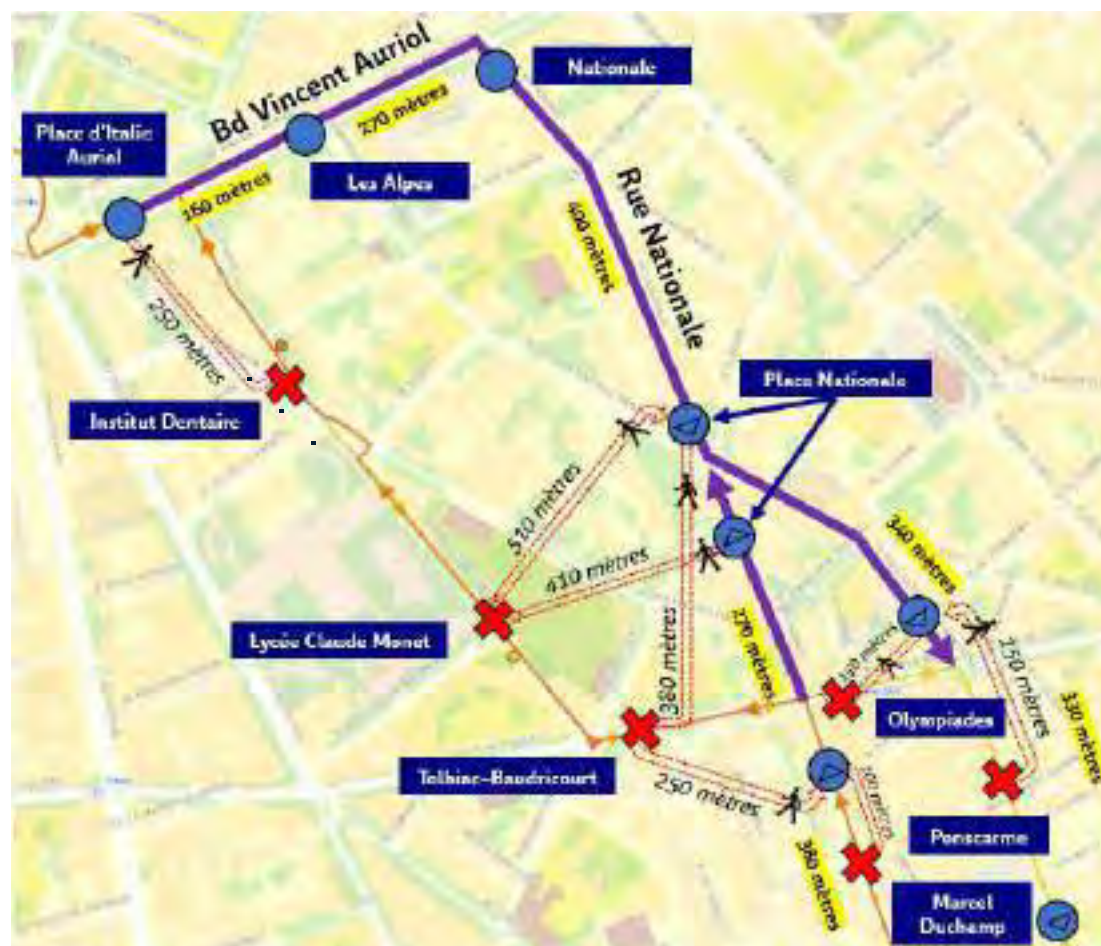 Bd Vincent Auriol
Nationale
270 mètres
Place d'Italie
Auriol
Les Alpes
160 mètres
Rue Nationale
400 mètres
250 mètres
Place Nationale
Institut Dentaire
510 mètres
340 mètres
410 mètres
Lycée Claude Monet
380 mètres
270 mètres
150 mètres
330 mètres
Olympiades
Tolbiac-Baudricourt
250 mètres
100 mètres
Ponscarme
380 mètres
Marcel
Duchamp